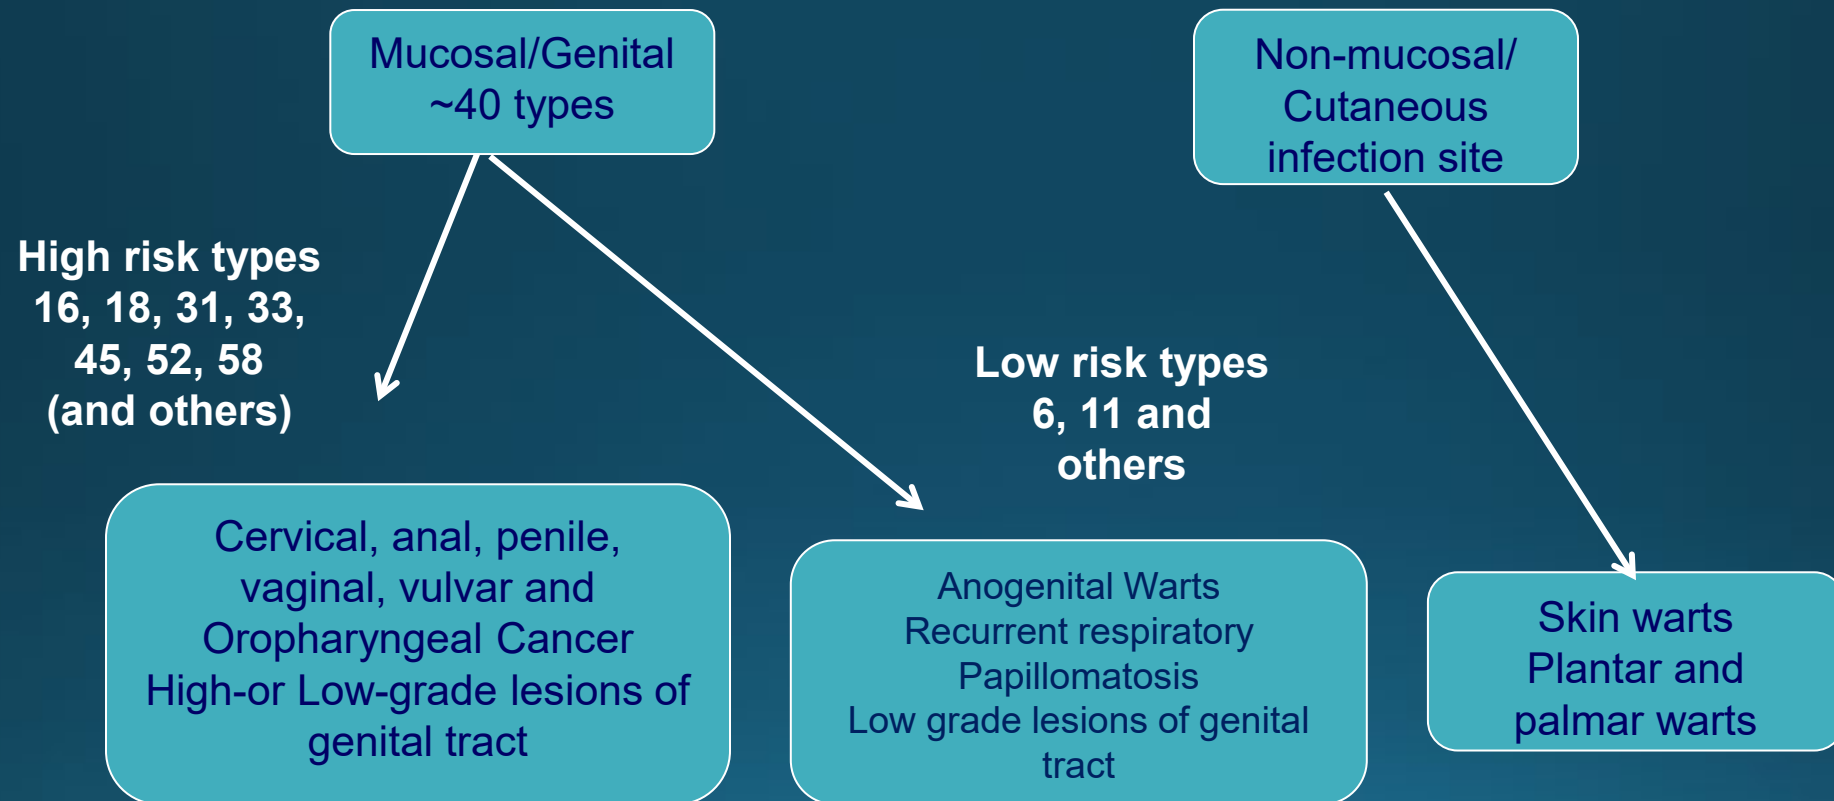 Mucosal/Genital
~40 types
Non-mucosal/
Cutaneous
infection site
High risk types
16, 18, 31, 33,
45, 52, 58
(and others)
Low risk types
6, 11 and
others
Cervical, anal, penile,
vaginal, vulvar and
Oropharyngeal Cancer
High-or Low-grade lesions of
genital tract
Anogenital Warts
Recurrent respiratory
Papillomatosis
Low grade lesions of genital
tract
Skin warts
Plantar and
palmar warts